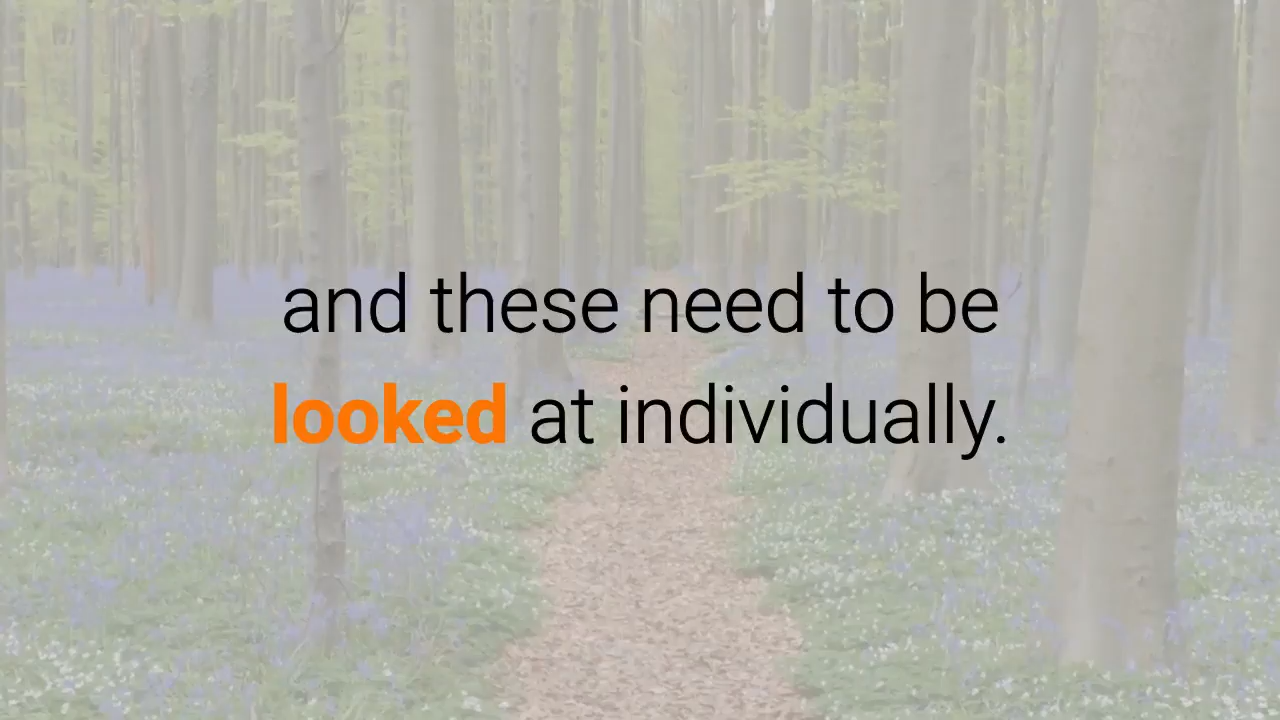 and these need to be
looked at individually.